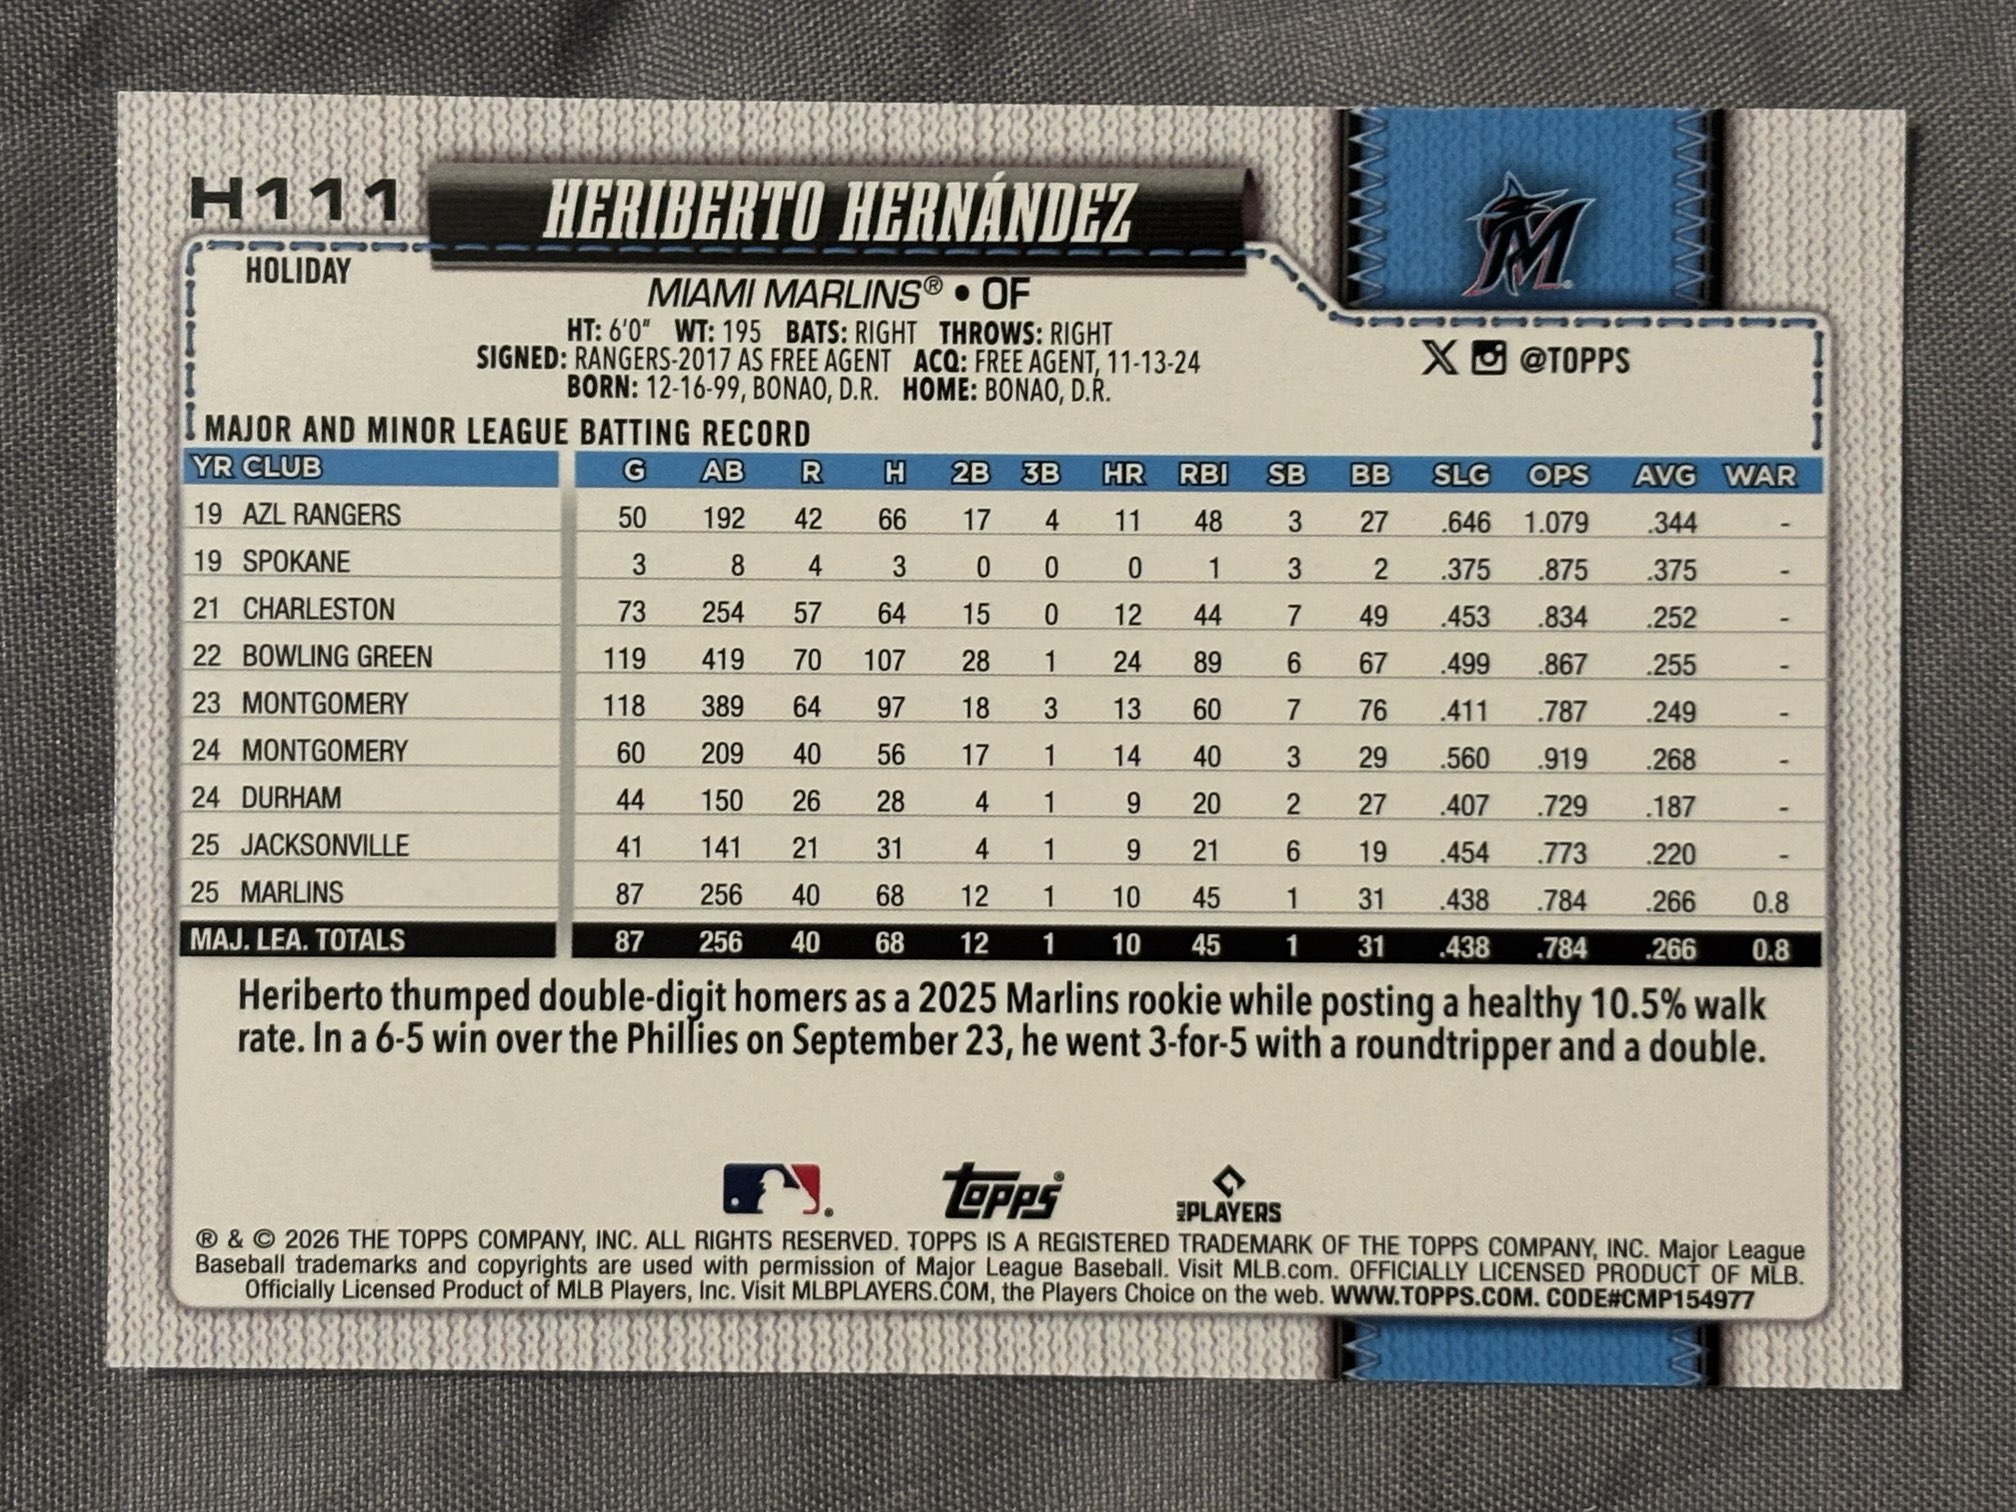 H111 HERIBERTO HERNÁNDEZ
HOLIDAY
M
MIAMI MARLINS® • OF
HT: 6'0" WT: 195 BATS: RIGHT THROWS: RIGHT
SIGNED: RANGERS-2017 AS FREE AGENT ACQ: FREE AGENT, 11-13-24
BORN: 12-16-99, BONAO, D.R. HOME: BONAO, D.R.
X @TOPPS
MAJOR AND MINOR LEAGUE BATTING RECORD
YR CLUB G AB R H 2B 3B HR RBI SB BB SLG OPS AVG WAR
19 AZL RANGERS 50 192 42 66 17 4 11 48 3 27 .646 1.079 .344 -
19 SPOKANE 3 8 4 3 0 0 0 1 3 2 .375 .875 .375 -
21 CHARLESTON 73 254 57 64 15 0 12 44 7 49 .453 .834 .252 -
22 BOWLING GREEN 119 419 70 107 28 1 24 89 6 67 .499 .867 .255 -
23 MONTGOMERY 118 389 64 97 18 3 13 60 7 76 .411 .787 .249 -
24 MONTGOMERY 60 209 40 56 17 1 14 40 3 29 .560 .919 .268 -
24 DURHAM 44 150 26 28 4 1 9 20 2 27 .407 .729 .187 -
25 JACKSONVILLE 41 141 21 31 4 1 9 21 6 19 .454 .773 .220 -
25 MARLINS 87 256 40 68 12 1 10 45 1 31 .438 .784 .266 0.8
MAJ. LEA. TOTALS 87 256 40 68 12 1 10 45 1 31 .438 .784 .266 0.8
Heriberto thumped double-digit homers as a 2025 Marlins rookie while posting a healthy 10.5% walk
rate. In a 6-5 win over the Phillies on September 23, he went 3-for-5 with a roundtripper and a double.
Topps® MLB PLAYERS
® & © 2026 THE TOPPS COMPANY, INC. ALL RIGHTS RESERVED. TOPPS IS A REGISTERED TRADEMARK OF THE TOPPS COMPANY, INC. Major League
Baseball trademarks and copyrights are used with permission of Major League Baseball. Visit MLB.com. OFFICIALLY LICENSED PRODUCT OF MLB.
Officially Licensed Product of MLB Players, Inc. Visit MLBPLAYERS.COM, the Players Choice on the web. WWW.TOPPS.COM. CODE#CMP154977